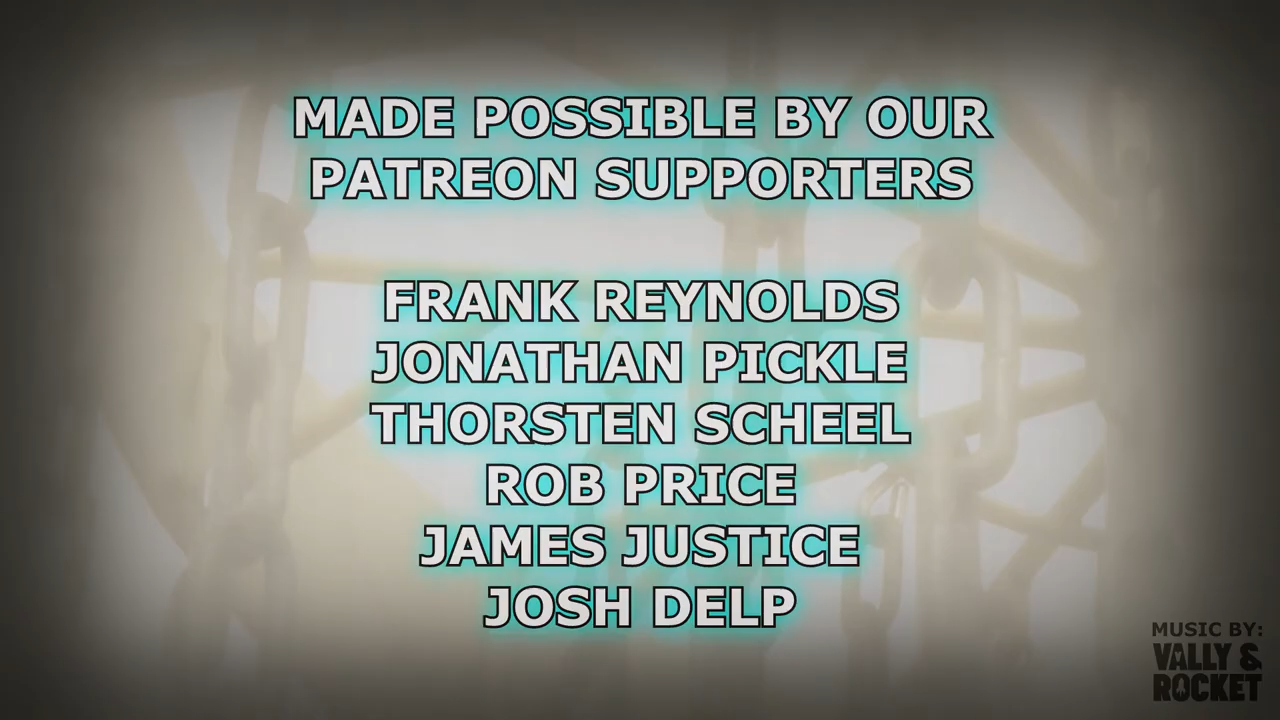 MADE POSSIBLE BY OUR
PATREON SUPPORTERS
FRANK REYNOLDS
JONATHAN PICKLE
THORSTEN SCHEEL
ROB PRICE
JAMES JUSTICE
JOSH DELP
MUSIC BY:
VALLY &
ROCKET